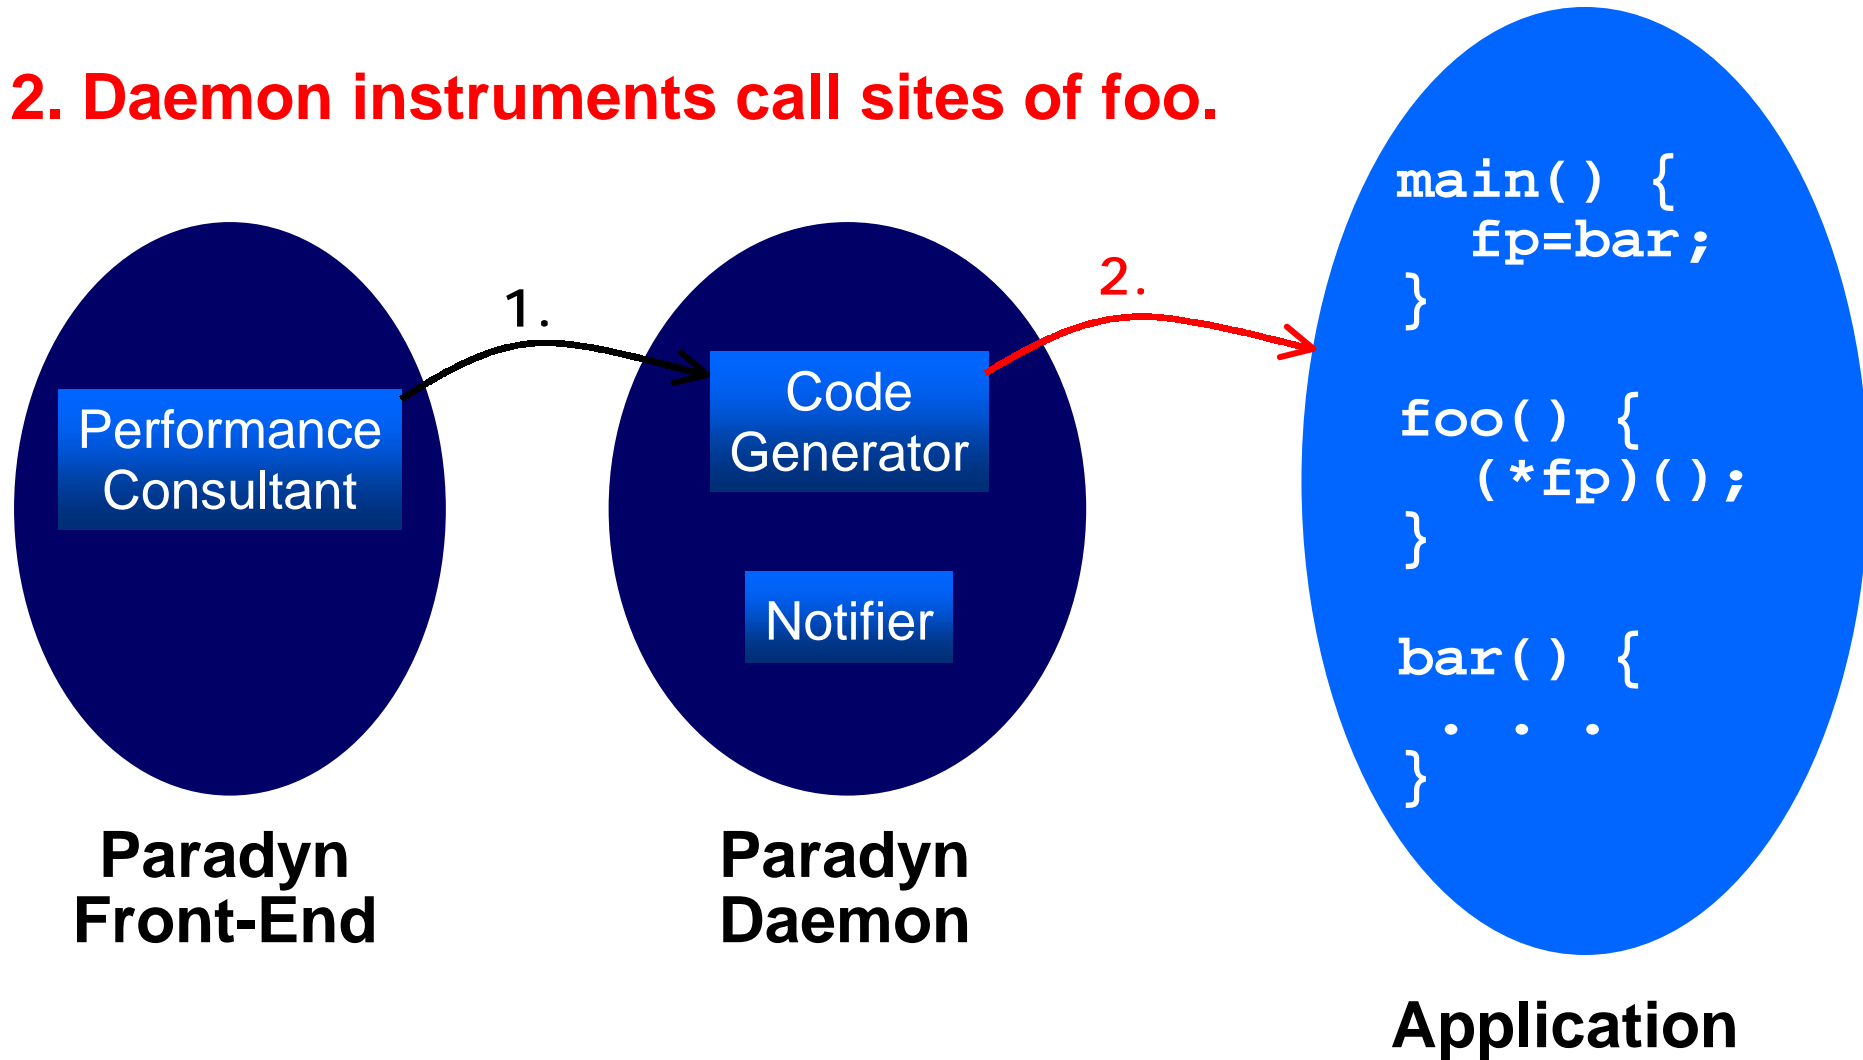 2. Daemon instruments call sites of foo.
1.
2.
Performance
Consultant
Code
Generator
Notifier
main() {
fp=bar;
}
foo() {
(*fp)();
}
bar() {
. . .
}
Paradyn
Front-End
Paradyn
Daemon
Application